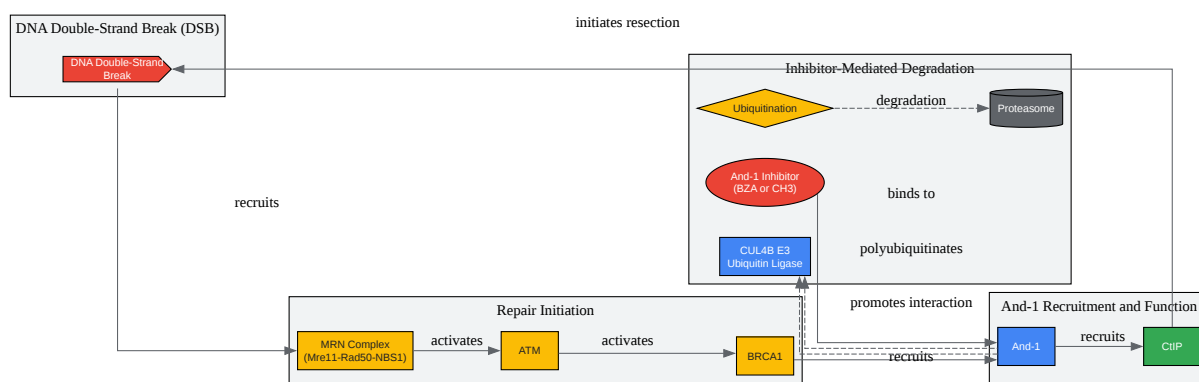 initiates resection
DNA Double-Strand Break (DSB)
DNA Double-Strand
Break
Inhibitor-Mediated Degradation
Ubiquitination
degradation
Proteasome
And-1 Inhibitor
(BZA or CH3)
binds to
recruits
CUL4B E3
Ubiquitin Ligase
polyubiquitinates
promotes interaction
Repair Initiation
And-1 Recruitment and Function
MRN Complex
(Mre11-Rad50-NBS1)
activates
ATM
activates
BRCA1
recruits
And-1
recruits
CtIP